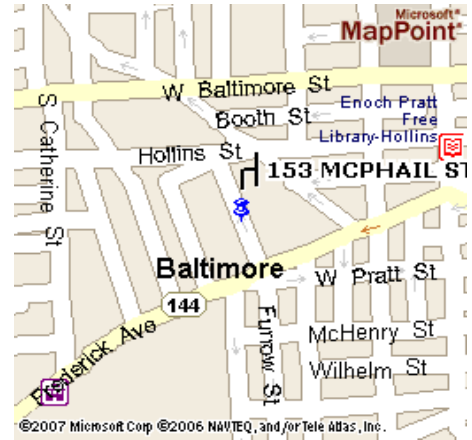 Microsoft®
MapPoint®
W Baltimore St
Booth St
Enoch Pratt
Free
Library-Hollins
Hollins St
S Catherine St
153 MCPHAIL ST
Baltimore
W Pratt St
144
Frederick Ave
Furrow St
McHenry St
Wilhelm St
©2007 Microsoft Corp ©2006 NAVTEQ, and/or Tele Atlas, Inc.